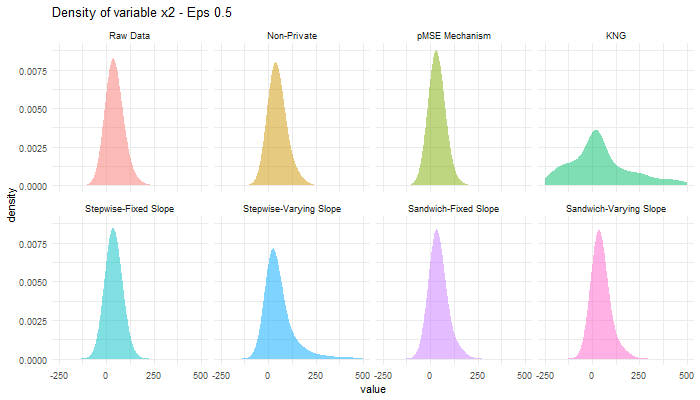 Density of variable x2 - Eps 0.5
Raw Data
Non-Private
pMSE Mechanism
KNG
0.0075
0.0050
0.0025
0.0000
density
Stepwise-Fixed Slope
Stepwise-Varying Slope
Sandwich-Fixed Slope
Sandwich-Varying Slope
0.0075
0.0050
0.0025
0.0000
-250 0 250 500 -250 0 250 500 -250 0 250 500 -250 0 250 500
value